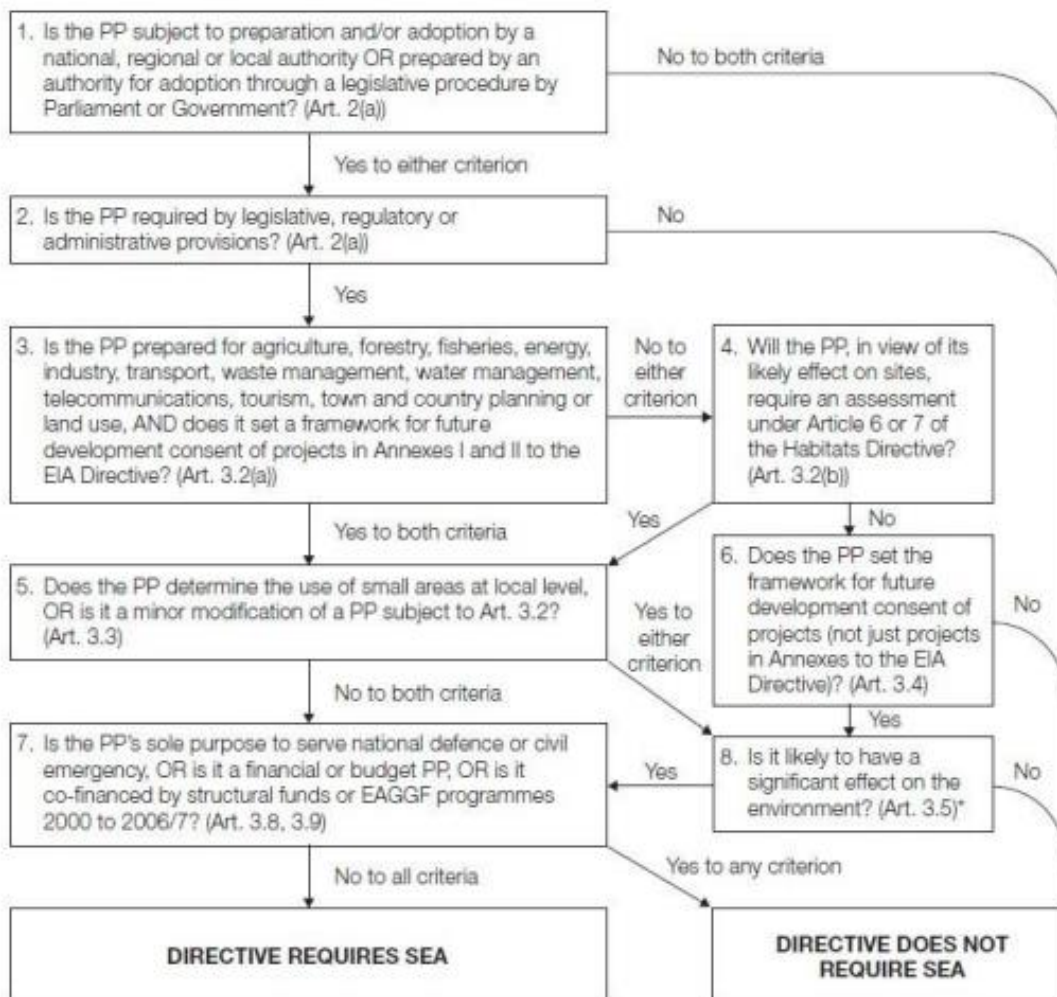 1. Is the PP subject to preparation and/or adoption by a
national, regional or local authority OR prepared by an
authority for adoption through a legislative procedure by
Parliament or Government? (Art. 2(a))
No to both criteria
Yes to either criterion
2. Is the PP required by legislative, regulatory or
administrative provisions? (Art. 2(a))
No
Yes
3. Is the PP prepared for agriculture, forestry, fisheries, energy,
industry, transport, waste management, water management,
telecommunications, tourism, town and country planning or
land use, AND does it set a framework for future
development consent of projects in Annexes I and II to the
EIA Directive? (Art. 3.2(a))
No to
either
criterion
4. Will the PP, in view of its
likely effect on sites,
require an assessment
under Article 6 or 7 of
the Habitats Directive?
(Art. 3.2(b))
Yes to both criteria
Yes
No
5. Does the PP determine the use of small areas at local level,
OR is it a minor modification of a PP subject to Art. 3.2?
(Art. 3.3)
Yes to
either
criterion
6. Does the PP set the
framework for future
development consent of
projects (not just projects
in Annexes to the EIA
Directive)? (Art. 3.4)
No
No to both criteria
Yes
7. Is the PP's sole purpose to serve national defence or civil
emergency, OR is it a financial or budget PP, OR is it
co-financed by structural funds or EAGGF programmes
2000 to 2006/7? (Art. 3.8, 3.9)
Yes
8. Is it likely to have a
significant effect on the
environment? (Art. 3.5)*
No
No to all criteria
Yes to any criterion
DIRECTIVE REQUIRES SEA
DIRECTIVE DOES NOT
REQUIRE SEA